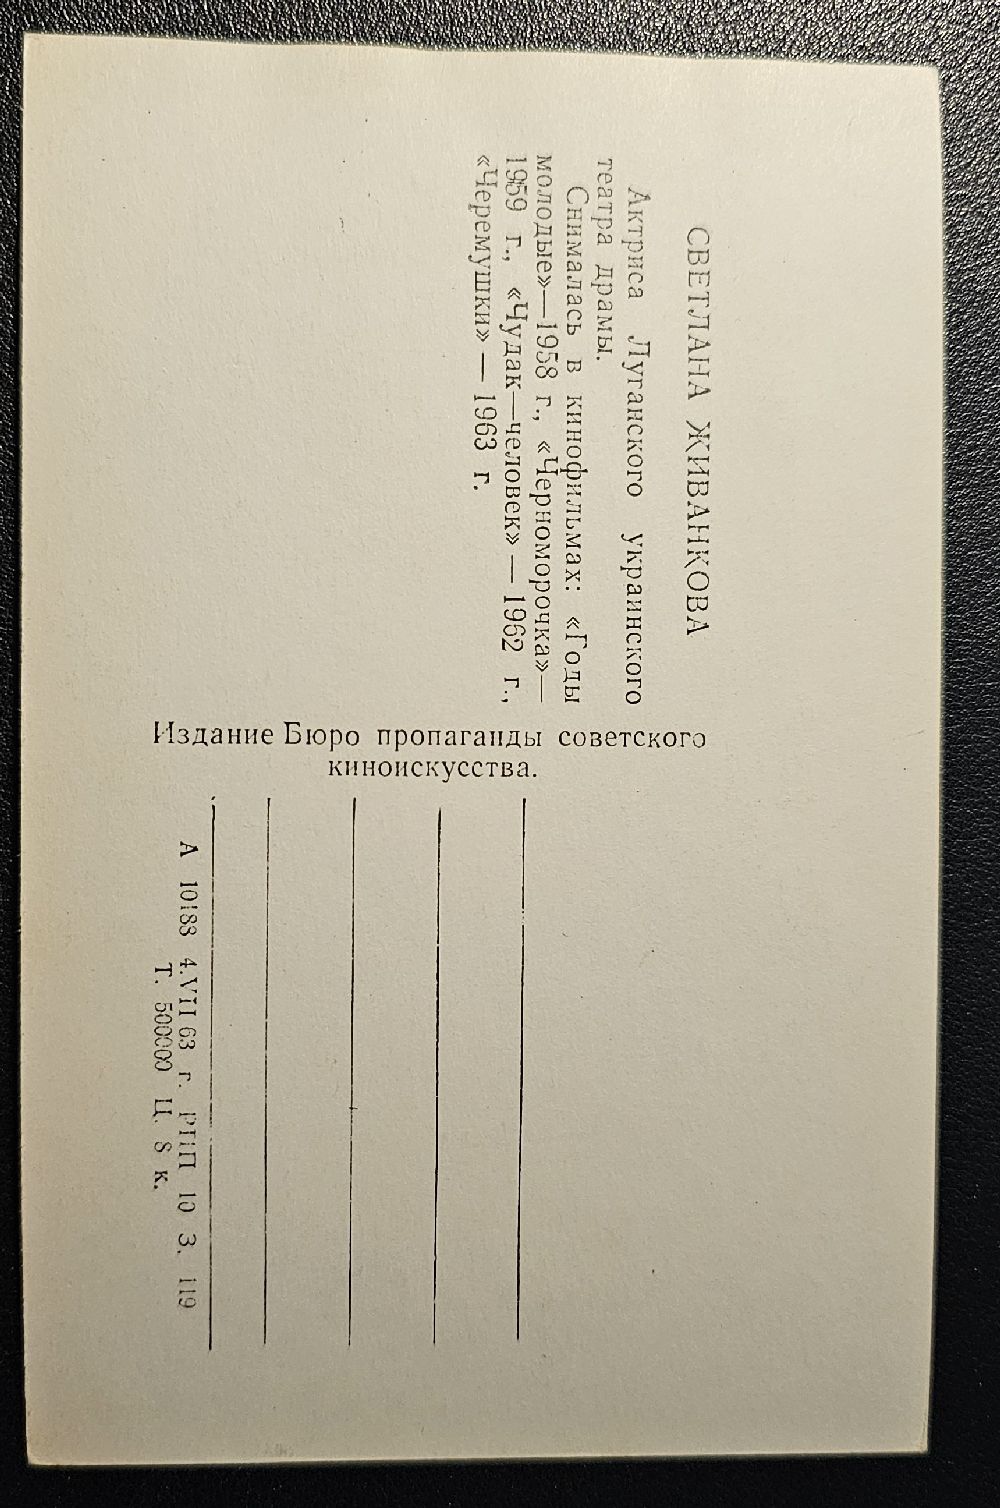 СВЕТЛАНА ЖИВАНКОВА
Актриса Луганского украинского
театра драмы.
Снималась в кинофильмах: «Годы
молодые»—1958 г., «Черноморочка»—
1959 г., «Чудак—человек» — 1962 г.,
«Черемушки» — 1963 г.
Издание Бюро пропаганды советского
киноискусства.
А 10188 4.VII 63 г. РПП 10 З. 119
Т. 500000 Ц. 8 к.